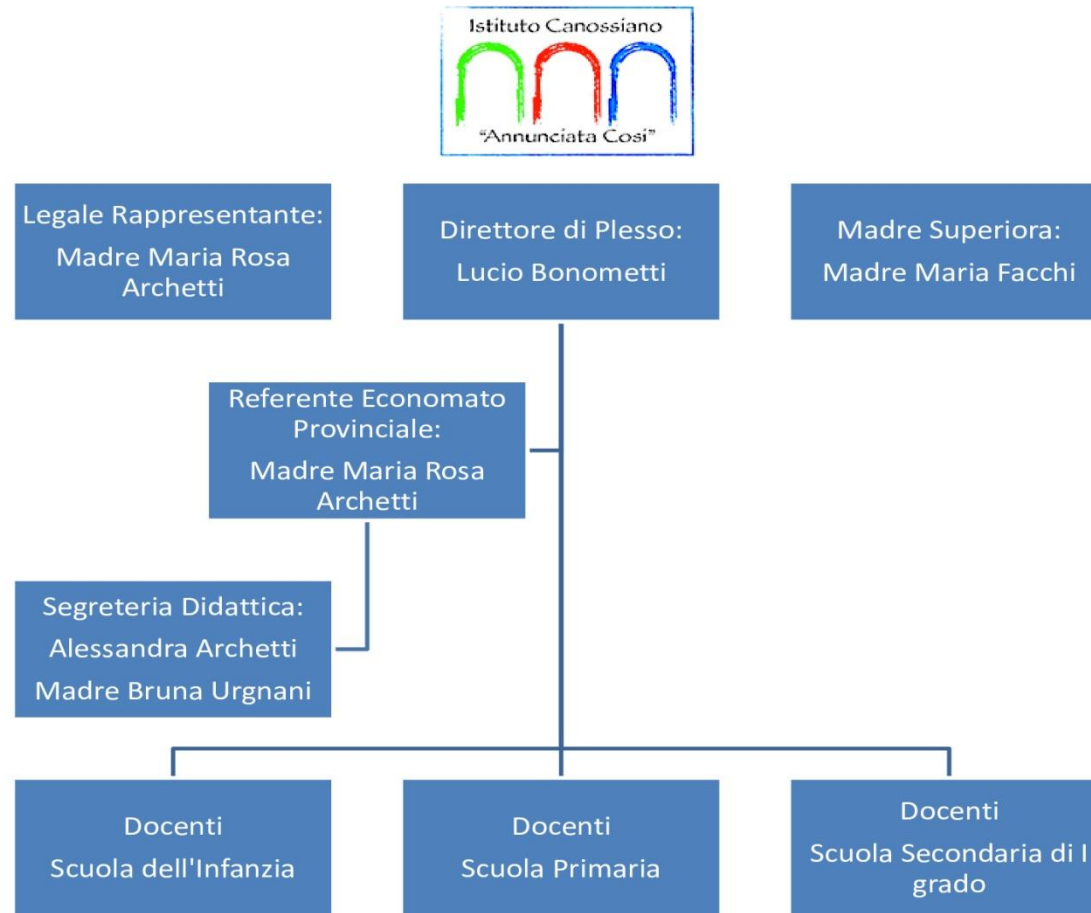 Istituto Canossiano
"Annunciata Cosi"
Legale Rappresentante:
Madre Maria Rosa
Archetti
Direttore di Plesso:
Lucio Bonometti
Madre Superiora:
Madre Maria Facchi
Referente Economato
Provinciale:
Madre Maria Rosa
Archetti
Segreteria Didattica:
Alessandra Archetti
Madre Bruna Urgnani
Docenti
Scuola dell'Infanzia
Docenti
Scuola Primaria
Docenti
Scuola Secondaria di I
grado